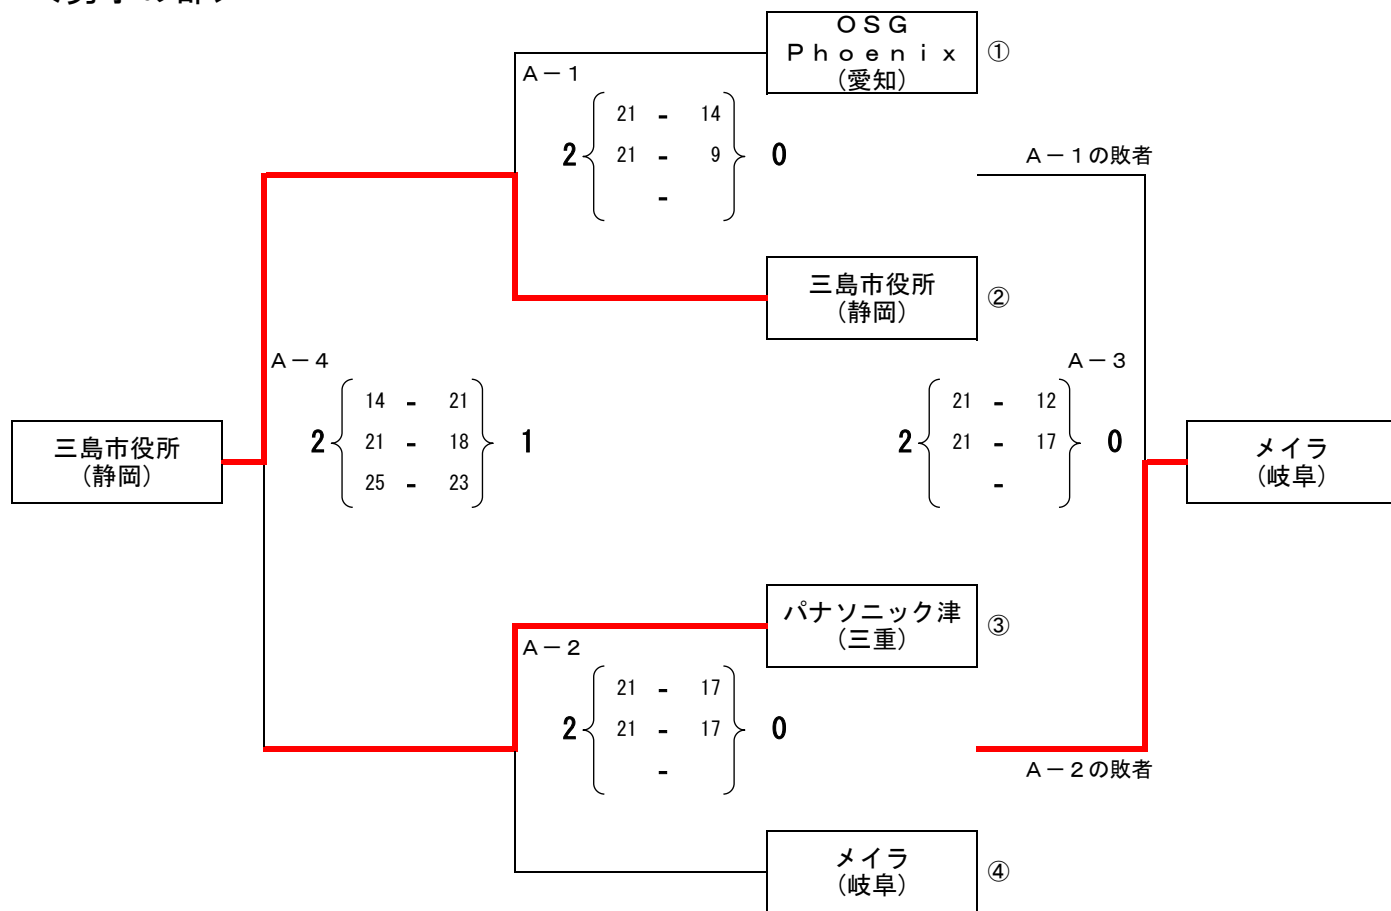 OSG
Phoenix
(愛知)
①
A-1
21 - 14
2 21 - 9 0
-
A-1の敗者
三島市役所
(静岡)
②
A-4
14 - 21
2 21 - 18 1
25 - 23
A-3
21 - 12
2 21 - 17 0
-
三島市役所
(静岡)
メイラ
(岐阜)
パナソニック津
(三重)
③
A-2
21 - 17
2 21 - 17 0
-
A-2の敗者
メイラ
(岐阜)
④